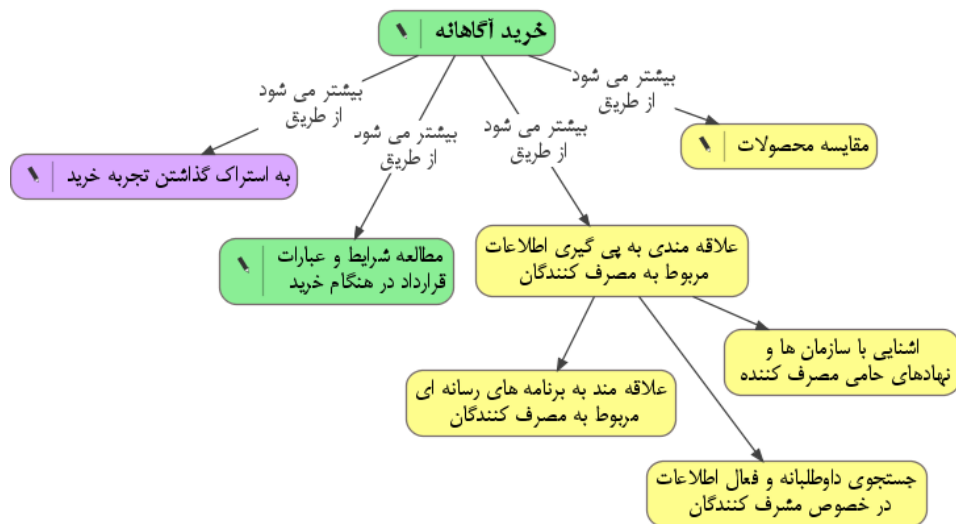 خرید آگاهانه
بیشتر می شود
از طریق
بیشتر می شود
از طریق
بیشتر می شود
از طریق
بیشتر می شود
از طریق
مقایسه محصولات
به استراک گذاشتن تجربه خرید
علاقه مندی به پی گیری اطلاعات
مربوط به مصرف کنندگان
مطالعه شرایط و عبارات
قرارداد در هنگام خرید
اشنایی با سازمان ها و
نهادهای حامی مصرف کننده
علاقه مند به برنامه های رسانه ای
مربوط به مصرف کنندگان
جستجوی داوطلبانه و فعال اطلاعات
در خصوص مشرف کنندگان